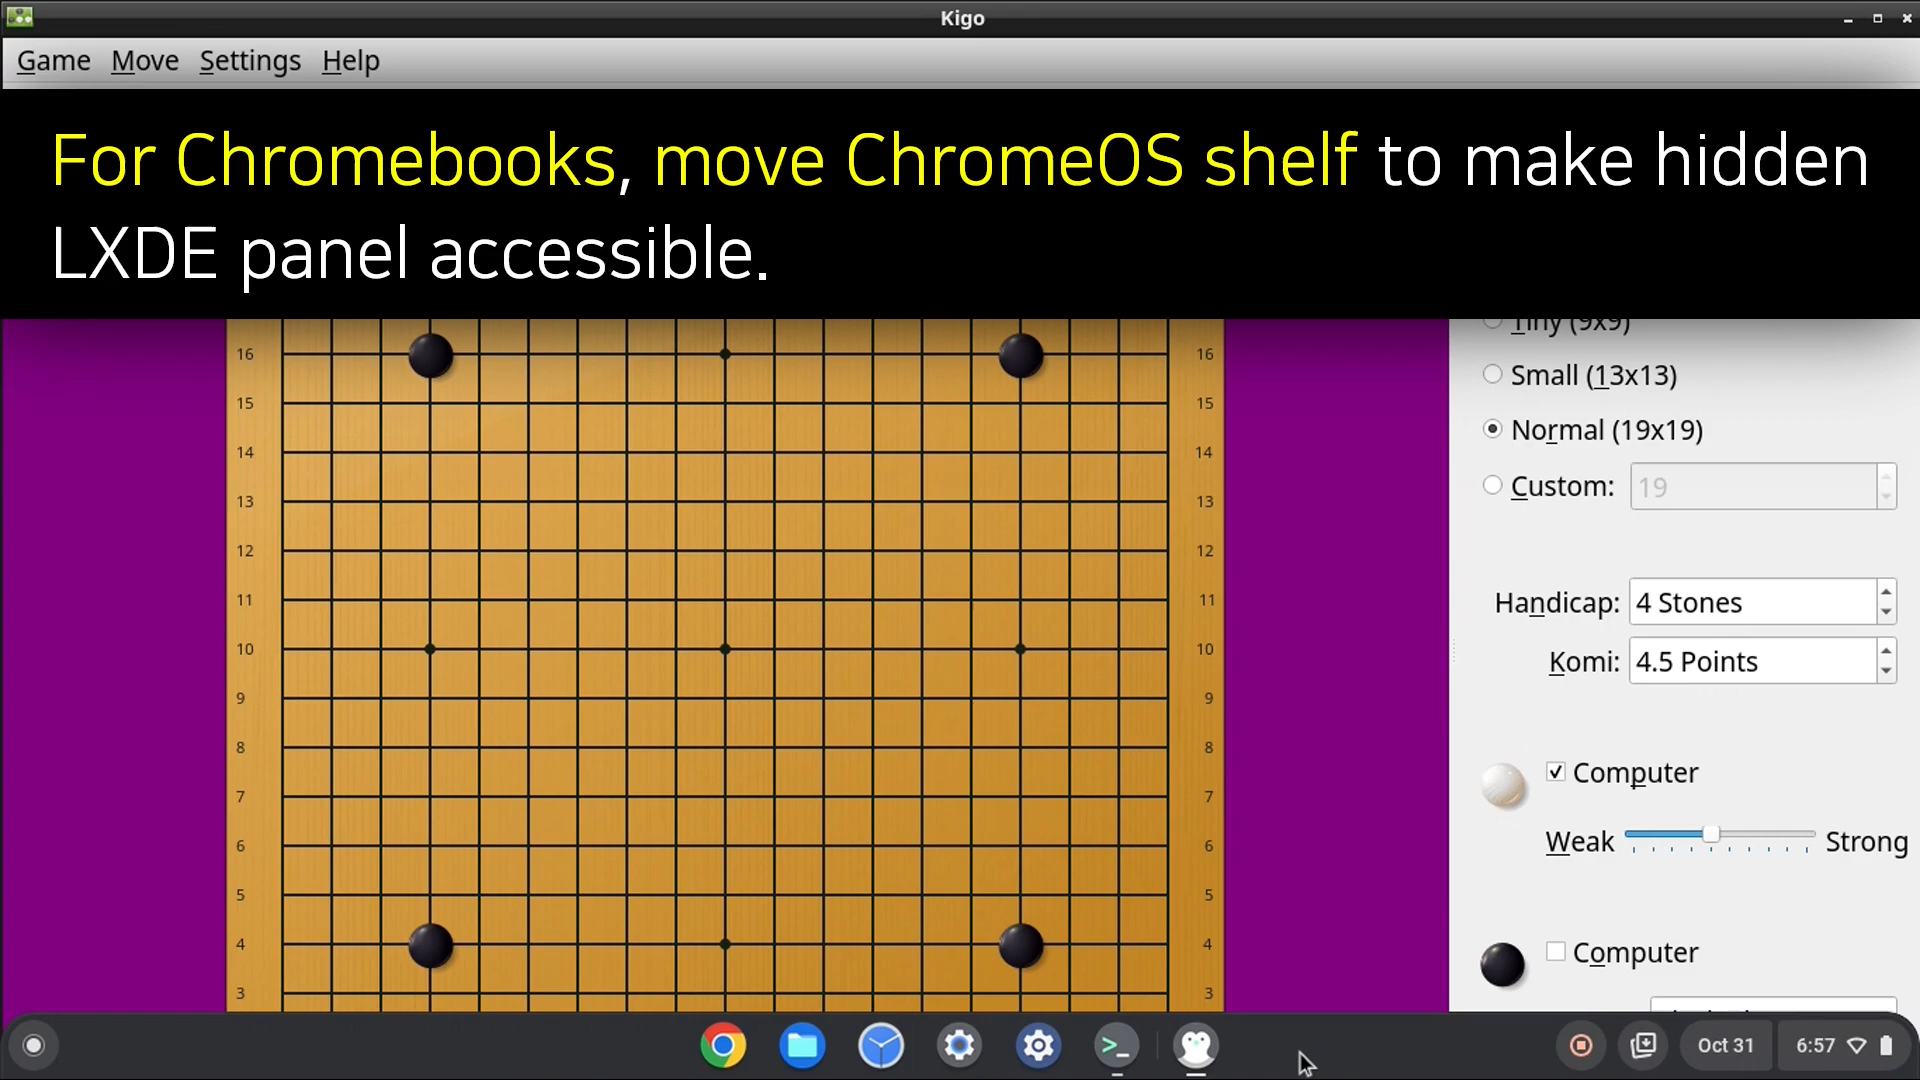 Kigo
Game Move Settings Help
For Chromebooks, move ChromeOS shelf to make hidden
LXDE panel accessible.
Tiny (9x9)
16 16
Small (13x13)
15 15
Normal (19x19)
14 14
Custom: 19
13 13
12 12
11 11
Handicap: 4 Stones
10 10
Komi: 4.5 Points
9 9
8 8
Computer
7 7
Weak Strong
6 6
5 5
4 4
Computer
3 3
Oct 31 6:57